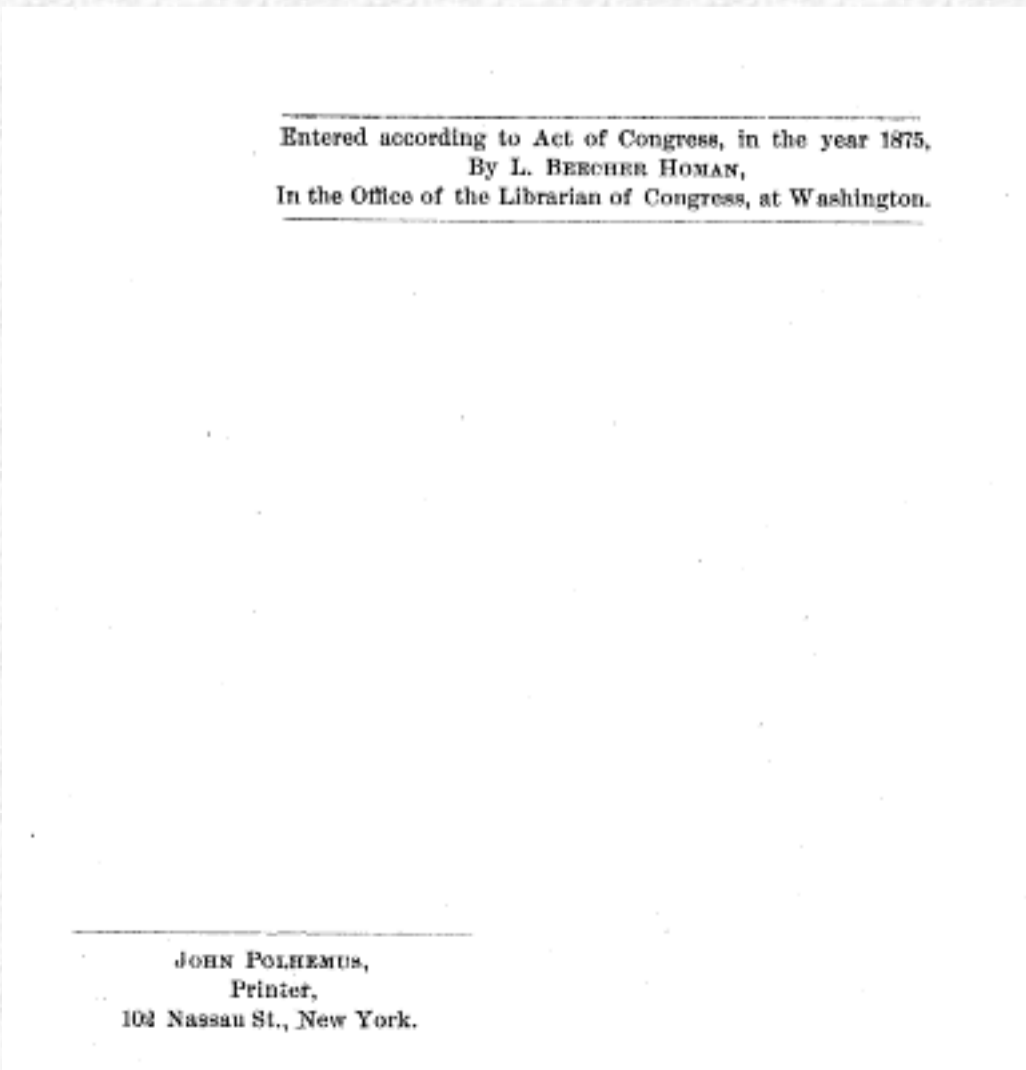 Entered according to Act of Congress, in the year 1875,
By L. BEECHER HOMAN,
In the Office of the Librarian of Congress, at Washington.
JOHN POLHEMUS,
Printer,
102 Nassau St., New York.